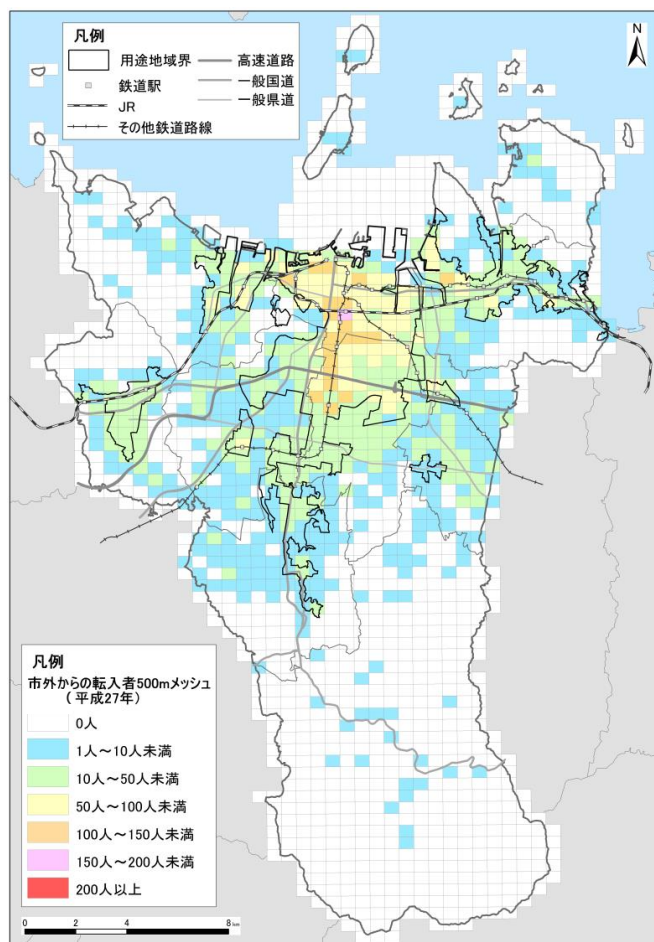 凡例
用途地域界
鉄道駅
JR
その他鉄道路線
高速道路
一般国道
一般県道
N
凡例
市外からの転入者500mメッシュ
(平成27年)
0人
1人～10人未満
10人～50人未満
50人～100人未満
100人～150人未満
150人～200人未満
200人以上
0 2 4 8 km